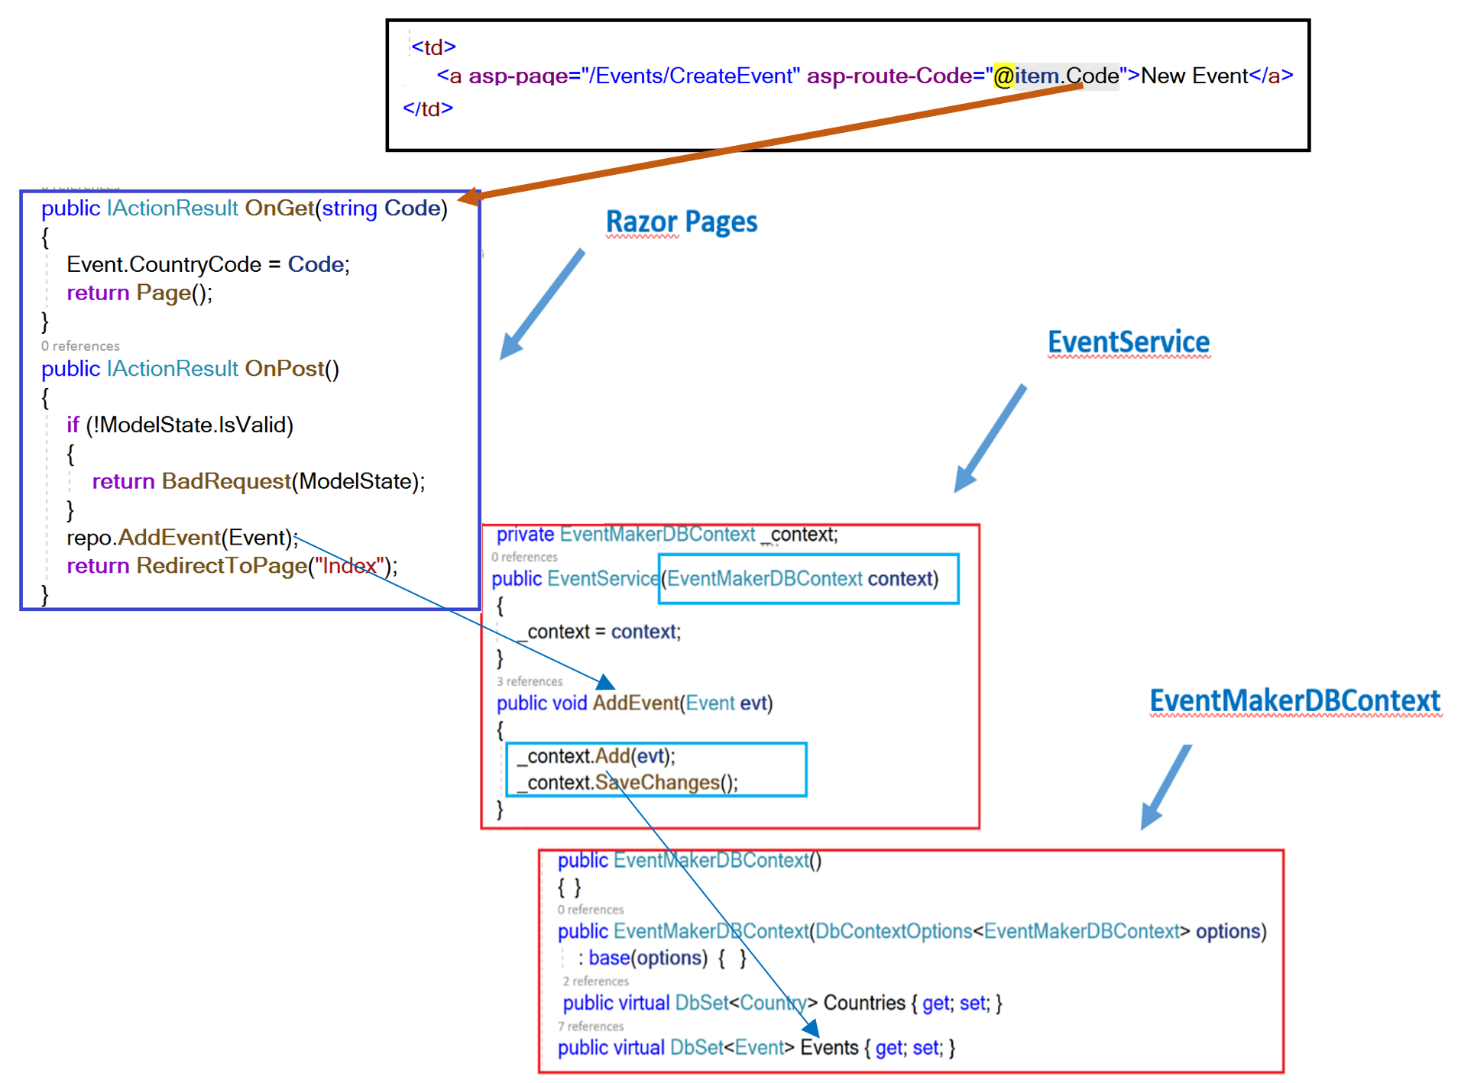 <td>
<a asp-page="/Events/CreateEvent" asp-route-Code="@item.Code">New Event</a>
</td>
public IActionResult OnGet(string Code)
{
Event.CountryCode = Code;
return Page();
}
0 references
public IActionResult OnPost()
{
if (!ModelState.IsValid)
{
return BadRequest(ModelState);
}
repo.AddEvent(Event);
return RedirectToPage("Index");
}
Razor Pages
EventService
private EventMakerDBContext _context;
0 references
public EventService(EventMakerDBContext context)
{
_context = context;
}
3 references
public void AddEvent(Event evt)
{
_context.Add(evt);
_context.SaveChanges();
}
EventMakerDBContext
public EventMakerDBContext()
{ }
0 references
public EventMakerDBContext(DbContextOptions<EventMakerDBContext> options)
: base(options) { }
2 references
public virtual DbSet<Country> Countries { get; set; }
7 references
public virtual DbSet<Event> Events { get; set; }